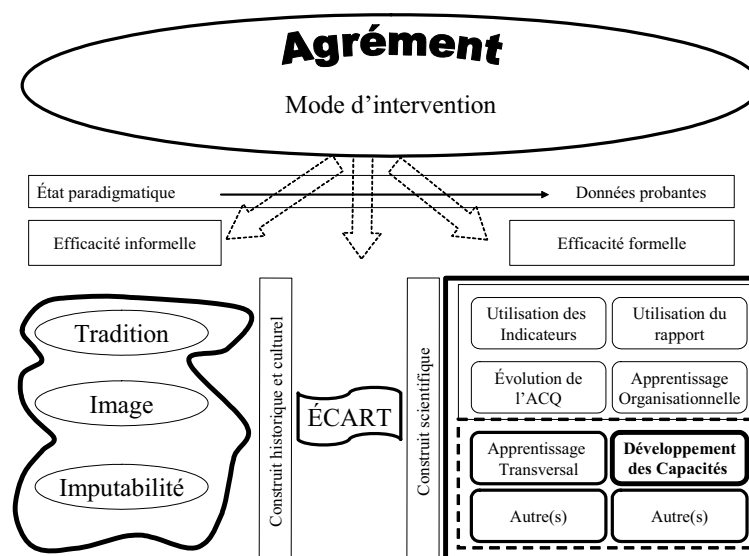 Agrément
Mode d'intervention
État paradigmatique
Données probantes
Efficacité informelle
Efficacité formelle
Tradition
Image
Imputabilité
Construit historique et culturel
ÉCART
Construit scientifique
Utilisation des
Indicateurs
Utilisation du
rapport
Évolution de
l'ACQ
Apprentissage
Organisationnelle
Apprentissage
Transversal
Développement
des Capacités
Autre(s)
Autre(s)